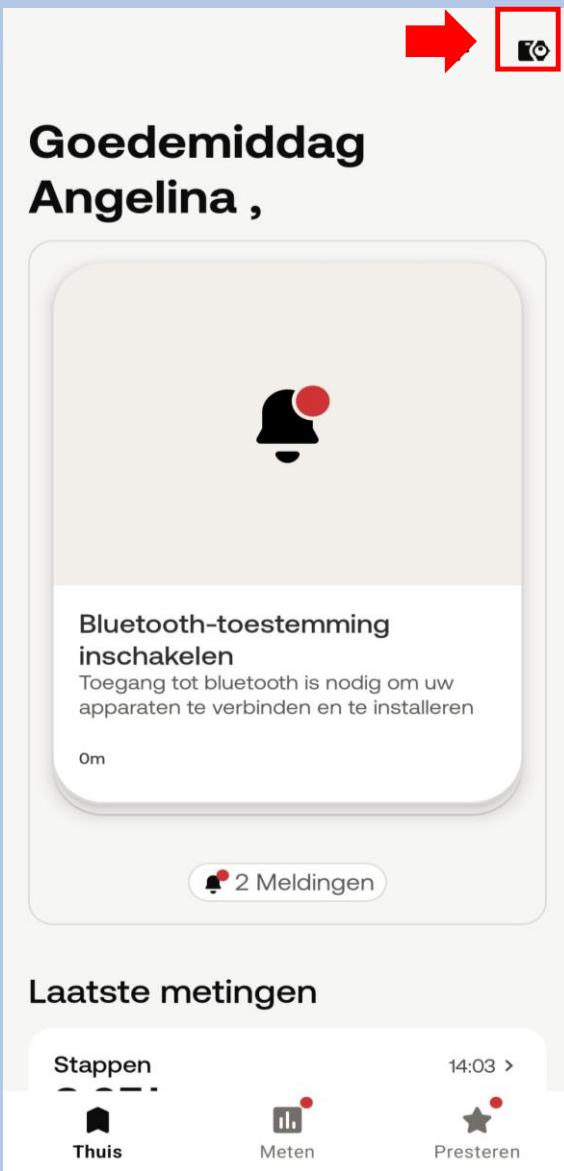 Goedemiddag
Angelina ,
Bluetooth-toestemming
inschakelen
Toegang tot bluetooth is nodig om uw
apparaten te verbinden en te installeren
0m
2 Meldingen
Laatste metingen
Stappen
14:03 >
Thuis
Meten
Presteren